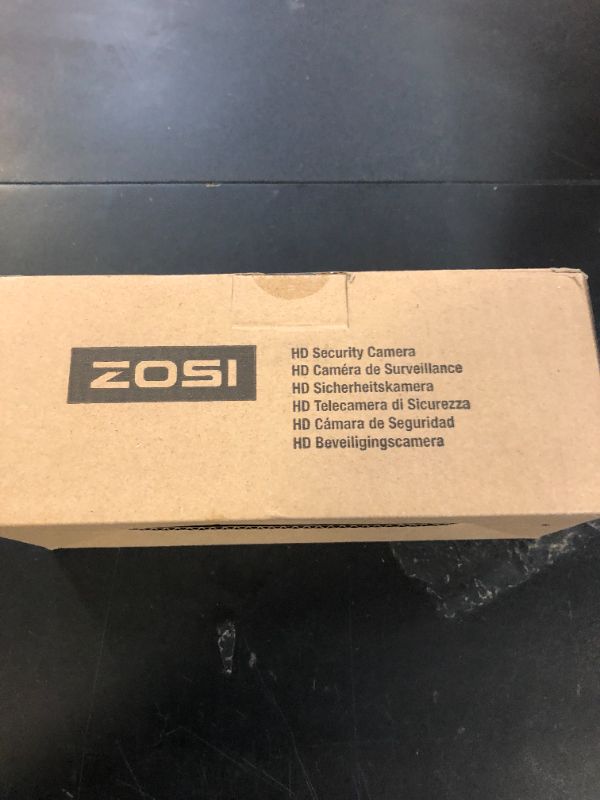 ZOSI
HD Security Camera
HD Caméra de Surveillance
HD Sicherheitskamera
HD Telecamera di Sicurezza
HD Cámara de Seguridad
HD Beveiligingscamera